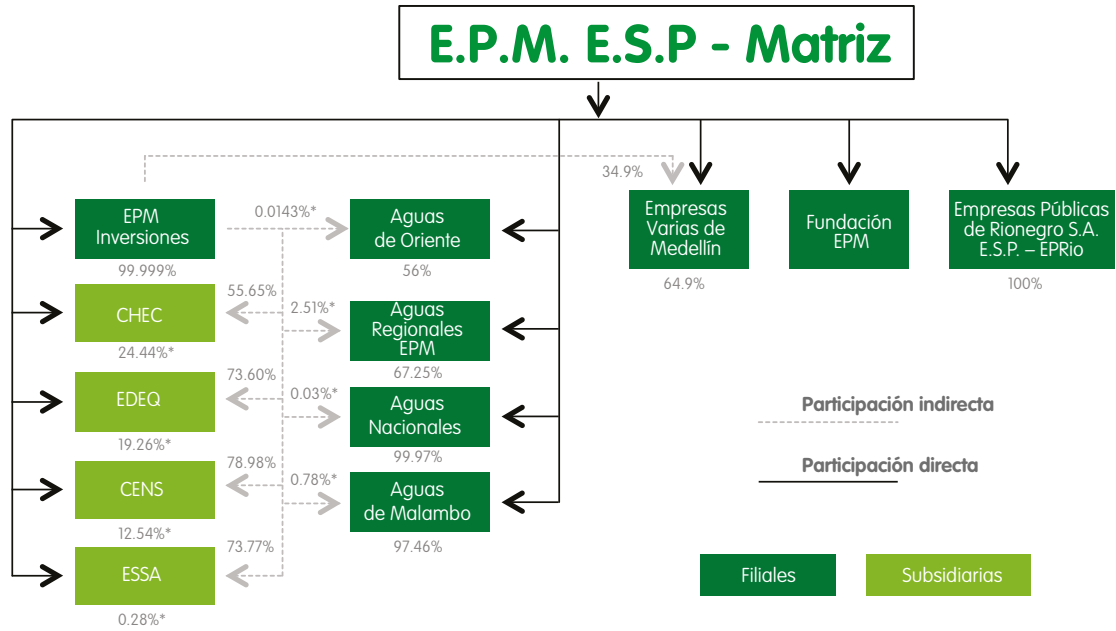 E.P.M. E.S.P - Matriz
34.9%
EPM
Inversiones
99.999%
0.0143%*
Aguas
de Oriente
56%
Empresas
Varias de
Medellín
64.9%
Fundación
EPM
Empresas Públicas
de Rionegro S.A.
E.S.P. – EPRio
100%
55.65%
CHEC
24.44%*
2.51%*
Aguas
Regionales
EPM
67.25%
73.60%
EDEQ
19.26%*
0.03%*
Aguas
Nacionales
99.97%
78.98%
CENS
12.54%*
0.78%*
Aguas
de Malambo
97.46%
73.77%
ESSA
0.28%*
Participación indirecta
Participación directa
Filiales
Subsidiarias